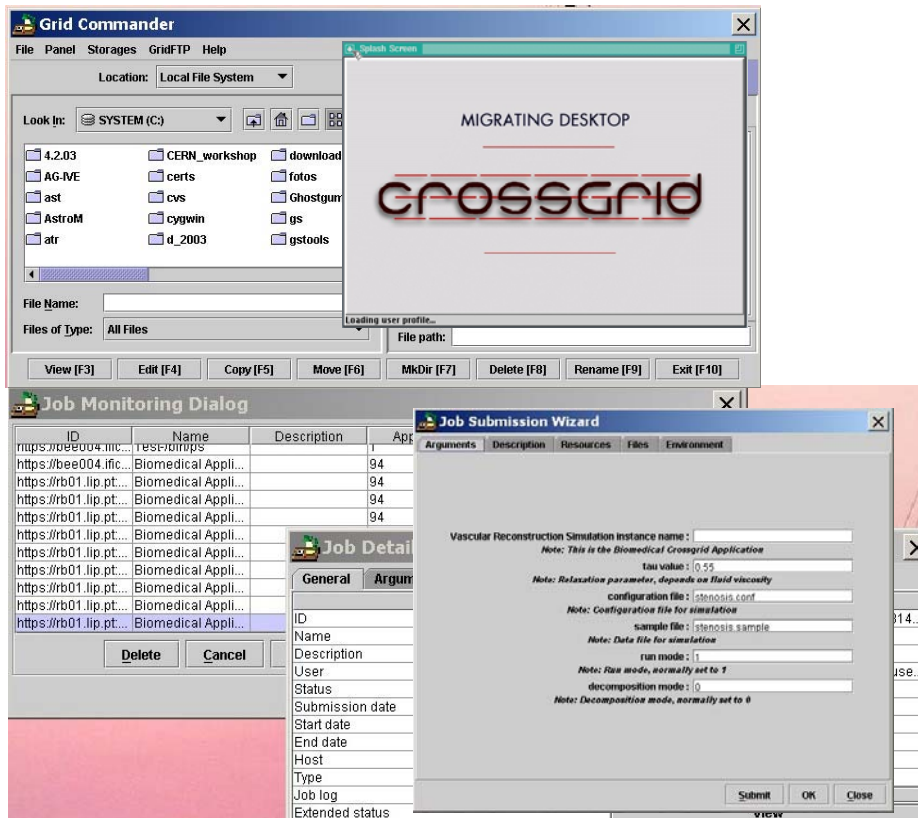 Grid Commander
File Panel Storages GridFTP Help
Location: Local File System
Look In: SYSTEM (C:)
4.2.03 CERN_workshop download
AG-IVE certs fotos
ast cvs Ghostgum
AstroM cygwin gs
atr d_2003 gstools
File Name:
Files of Type: All Files
File path:
View [F3] Edit [F4] Copy [F5] Move [F6] MkDir [F7] Delete [F8] Rename [F9] Exit [F10]
Splash Screen
MIGRATING DESKTOP
crossgrid
Loading user profile...
Job Monitoring Dialog
ID Name Description App
https://bee004.ific... Test-/bin/ps 1
https://bee004.ific... Biomedical Appli... 94
https://rb01.lip.pt:... Biomedical Appli... 94
https://rb01.lip.pt:... Biomedical Appli... 94
https://rb01.lip.pt:... Biomedical Appli... 94
https://rb01.lip.pt:... Biomedical Appli...
https://rb01.lip.pt:... Biomedical Appli...
https://rb01.lip.pt:... Biomedical Appli...
https://rb01.lip.pt:... Biomedical Appli...
https://rb01.lip.pt:... Biomedical Appli...
https://rb01.lip.pt:... Biomedical Appli...
Delete Cancel
Job Detail
General Argum
ID
Name
Description
User
Status
Submission date
Start date
End date
Host
Type
Job log
Extended status
314...
use...
View
Job Submission Wizard
Arguments Description Resources Files Environment
Vascular Reconstruction Simulation instance name :
Note: This is the Biomedical Crossgrid Application
tau value : 0.55
Note: Relaxation parameter, depends on fluid viscosity
configuration file : stenosis.conf
Note: Configuration file for simulation
sample file : stenosis.sample
Note: Data file for simulation
run mode : 1
Note: Run mode, normally set to 1
decomposition mode : 0
Note: Decomposition mode, normally set to 0
Submit OK Close